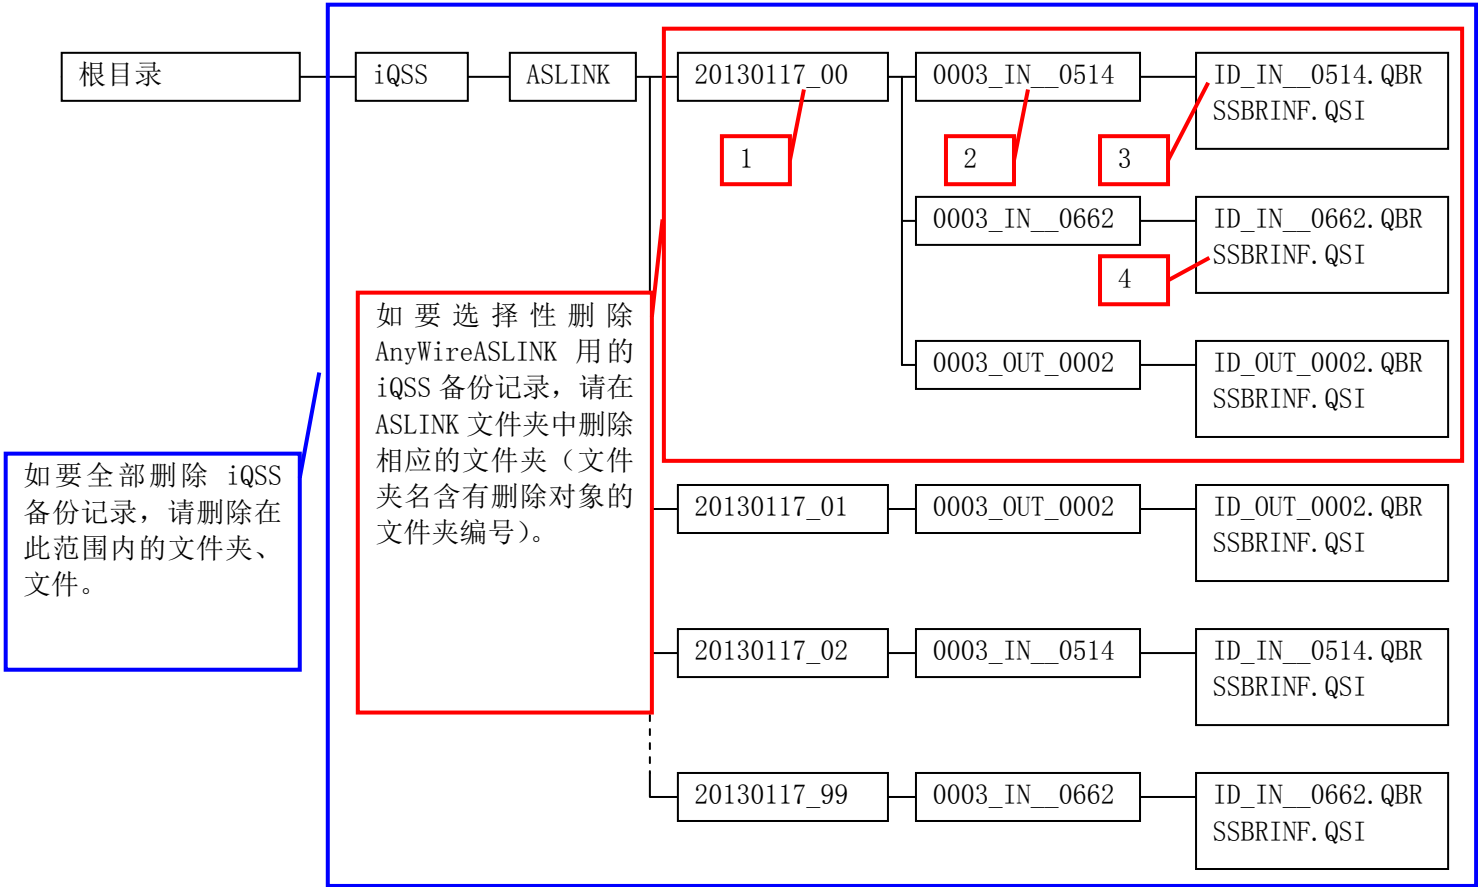 根目录
iQSS
ASLINK
20130117_00
0003_IN__0514
ID_IN__0514.QBR
SSBRINF.QSI
1
2
3
0003_IN__0662
ID_IN__0662.QBR
SSBRINF.QSI
4
0003_OUT_0002
ID_OUT_0002.QBR
SSBRINF.QSI
如要选择性删除
AnyWireASLINK 用的
iQSS 备份记录，请在
ASLINK 文件夹中删除
相应的文件夹（文件
夹名含有删除对象的
文件夹编号）。
如要全部删除 iQSS
备份记录，请删除在
此范围内的文件夹、
文件。
20130117_01
0003_OUT_0002
ID_OUT_0002.QBR
SSBRINF.QSI
20130117_02
0003_IN__0514
ID_IN__0514.QBR
SSBRINF.QSI
20130117_99
0003_IN__0662
ID_IN__0662.QBR
SSBRINF.QSI